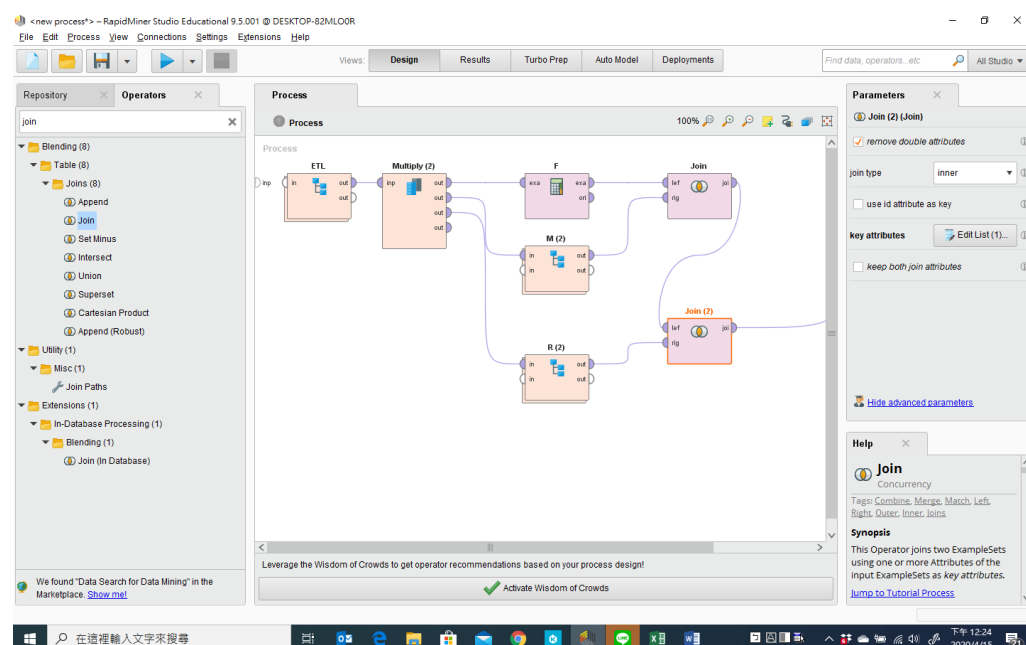 <new process*> – RapidMiner Studio Educational 9.5.001 @ DESKTOP-82MLO0R
File Edit Process View Connections Settings Extensions Help
Views: Design Results Turbo Prep Auto Model Deployments
Find data, operators...etc
All Studio
Repository Operators
join
Blending (8)
Table (8)
Joins (8)
Append
Join
Set Minus
Intersect
Union
Superset
Cartesian Product
Append (Robust)
Utility (1)
Misc (1)
Join Paths
Extensions (1)
In-Database Processing (1)
Blending (1)
Join (In Database)
We found "Data Search for Data Mining" in the
Marketplace. Show me!
Process
Process
100%
Process
inp
ETL
in out
out
Multiply (2)
inp out
out
out
out
F
exa exa
ori
Join
lef joi
rig
M (2)
in out
in out
Join (2)
lef joi
rig
R (2)
in out
in out
Leverage the Wisdom of Crowds to get operator recommendations based on your process design!
Activate Wisdom of Crowds
Parameters
Join (2) (Join)
remove double attributes
join type inner
use id attribute as key
key attributes Edit List (1)...
keep both join attributes
Hide advanced parameters
Help
Join
Concurrency
Tags: Combine, Merge, Match, Left,
Right, Outer, Inner, Joins
Synopsis
This Operator joins two ExampleSets
using one or more Attributes of the
input ExampleSets as key attributes.
Jump to Tutorial Process
在這裡輸入文字來搜尋
下午 12:24
2020/4/15